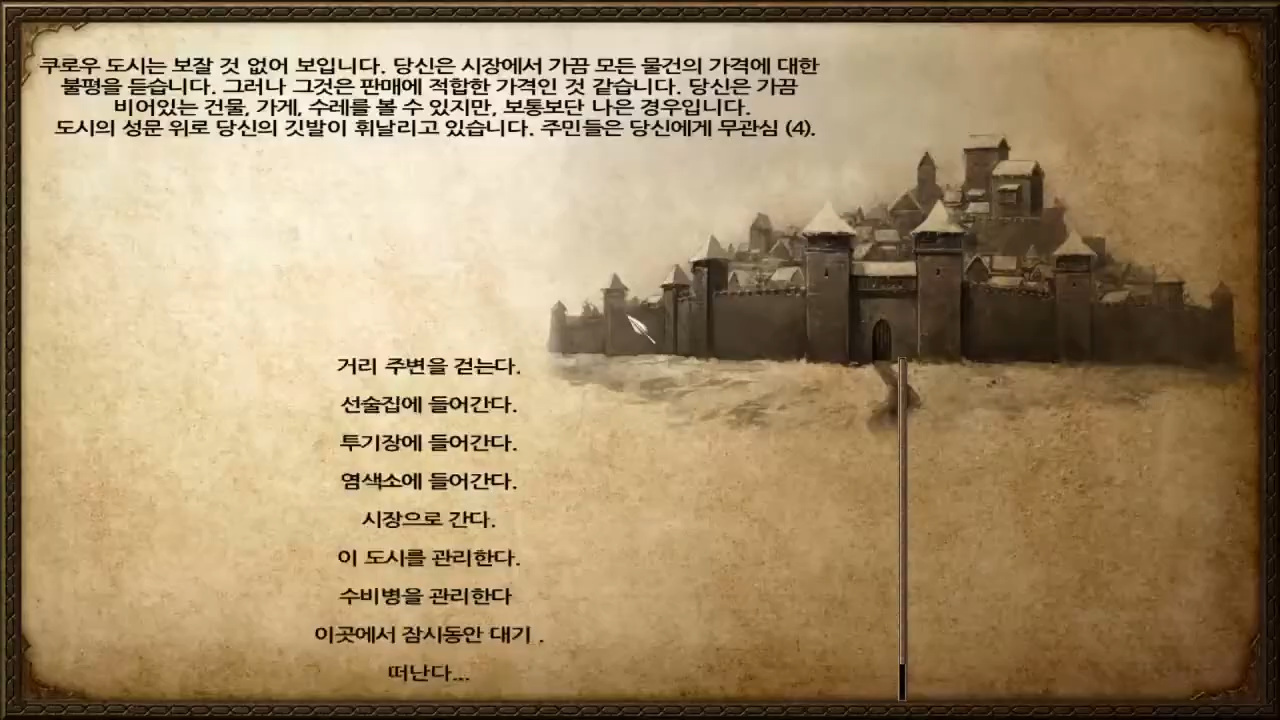 쿠로우 도시는 보잘 것 없어 보입니다. 당신은 시장에서 가끔 모든 물건의 가격에 대한
불평을 듣습니다. 그러나 그것은 판매에 적합한 가격인 것 같습니다. 당신은 가끔
비어있는 건물, 가게, 수레를 볼 수 있지만, 보통보단 나은 경우입니다.
도시의 성문 위로 당신의 깃발이 휘날리고 있습니다. 주민들은 당신에게 무관심 (4).
거리 주변을 걷는다.
선술집에 들어간다.
투기장에 들어간다.
염색소에 들어간다.
시장으로 간다.
이 도시를 관리한다.
수비병을 관리한다
이곳에서 잠시동안 대기 .
떠난다...